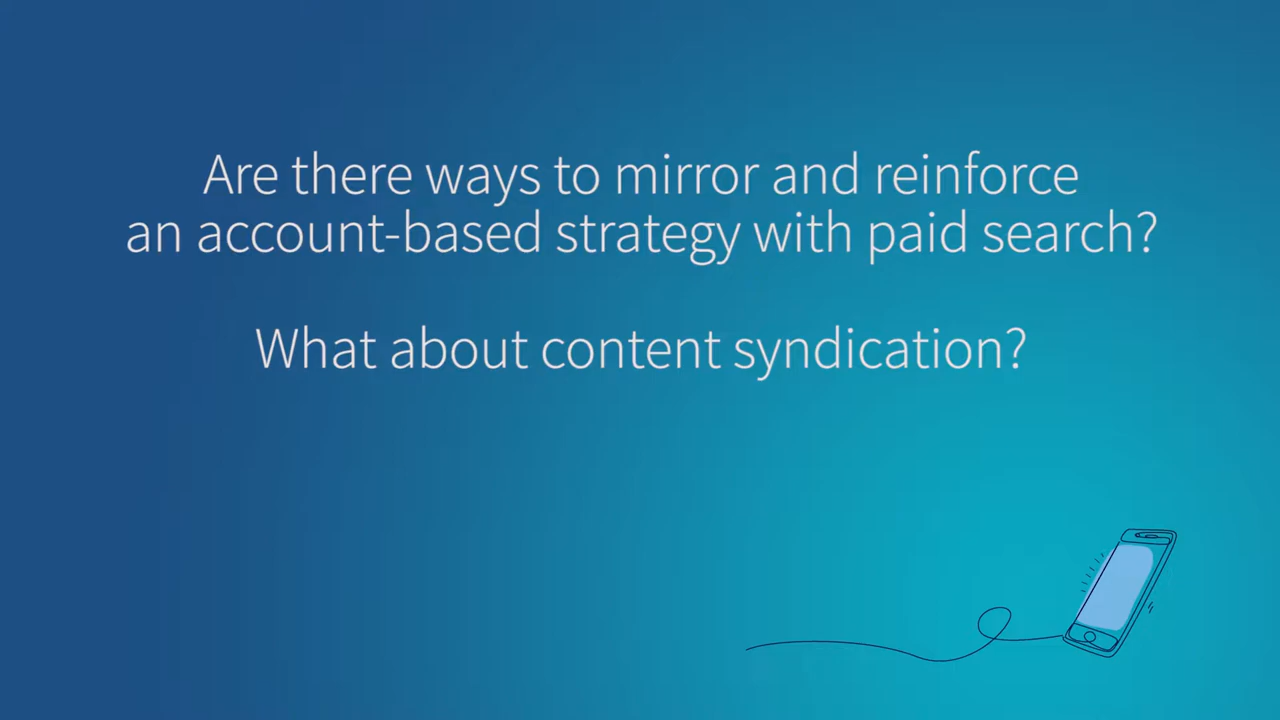 Are there ways to mirror and reinforce
an account-based strategy with paid search?
What about content syndication?